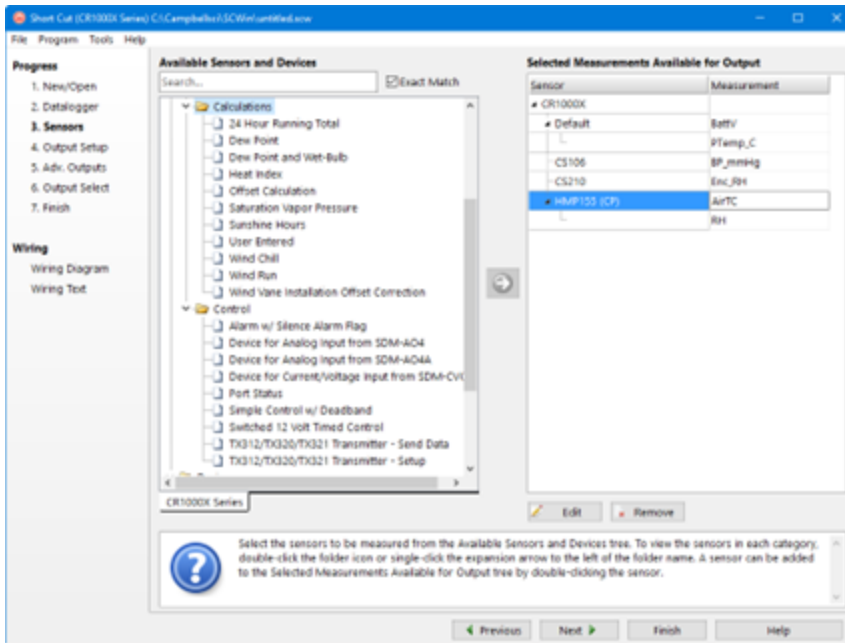 Short Cut (CR1000X Series) C:\Campbellsci\SCWin\untitled.scw
File Program Tools Help
Progress
1. New/Open
2. Datalogger
3. Sensors
4. Output Setup
5. Adv. Outputs
6. Output Select
7. Finish
Wiring
Wiring Diagram
Wiring Text
Available Sensors and Devices
Search...
Exact Match
Calculations
24 Hour Running Total
Dew Point
Dew Point and Wet-Bulb
Heat Index
Offset Calculation
Saturation Vapor Pressure
Sunshine Hours
User Entered
Wind Chill
Wind Run
Wind Vane Installation Offset Correction
Control
Alarm w/ Silence Alarm Flag
Device for Analog Input from SDM-AO4
Device for Analog Input from SDM-AO4A
Device for Current/Voltage Input from SDM-CVO
Port Status
Simple Control w/ Deadband
Switched 12 Volt Timed Control
TX312/TX320/TX321 Transmitter - Send Data
TX312/TX320/TX321 Transmitter - Setup
CR1000X Series
Selected Measurements Available for Output
Sensor Measurement
CR1000X
Default BattV
PTemp_C
CS106 BP_mmHg
CS210 Enc_RH
HMP155 (CP) AirTC
RH
Edit Remove
Select the sensors to be measured from the Available Sensors and Devices tree. To view the sensors in each category,
double-click the folder icon or single-click the expansion arrow to the left of the folder name. A sensor can be added
to the Selected Measurements Available for Output tree by double-clicking the sensor.
Previous Next Finish Help